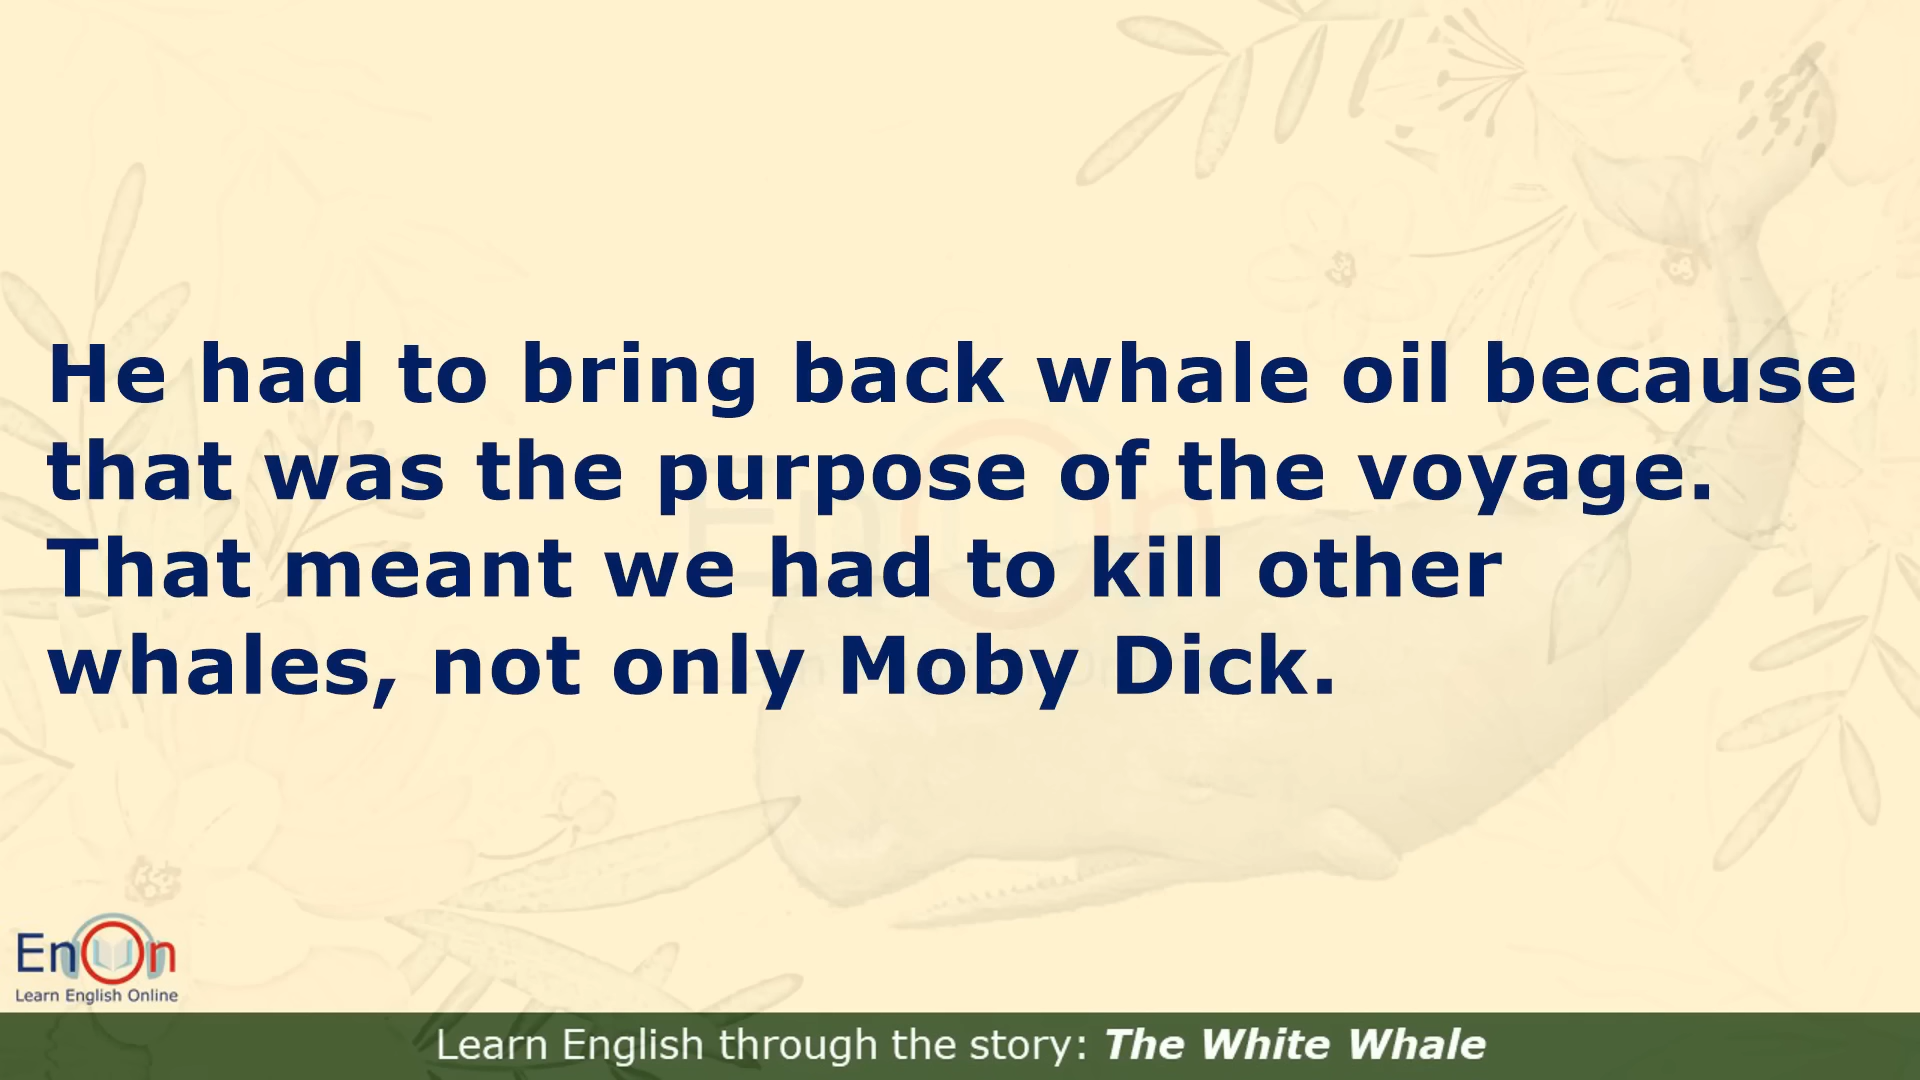 He had to bring back whale oil because
that was the purpose of the voyage.
That meant we had to kill other
whales, not only Moby Dick.
EnOn
Learn English Online
Learn English through the story: The White Whale